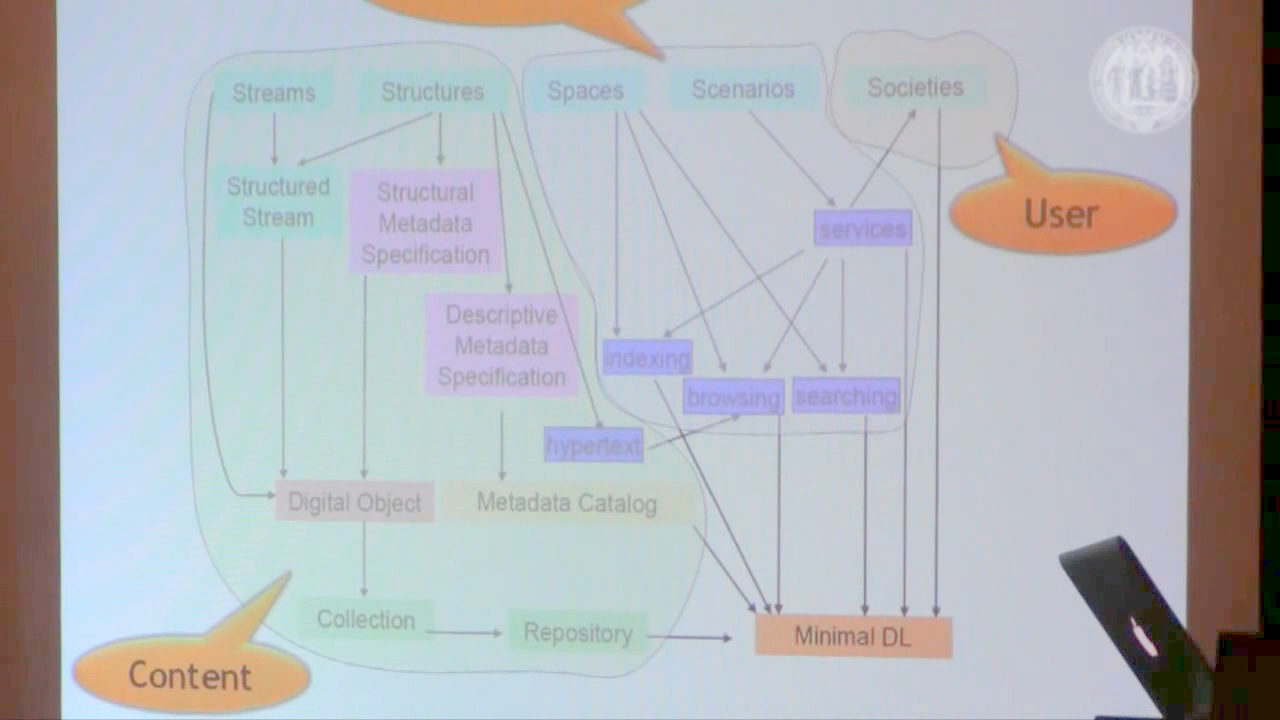 Streams
Structures
Spaces
Scenarios
Societies
Structured
Stream
Structural
Metadata
Specification
services
User
Descriptive
Metadata
Specification
indexing
browsing
searching
hypertext
Digital Object
Metadata Catalog
Collection
Repository
Minimal DL
Content